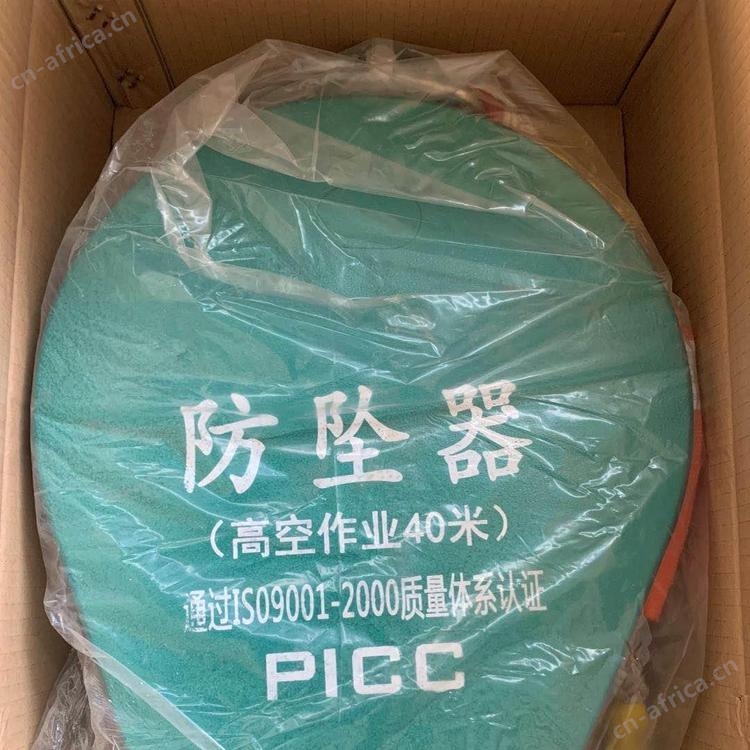 cn-africa.cn
防坠器
（高空作业40米）
通过ISO9001-2000质量体系认证
PICC
cn-africa.cn